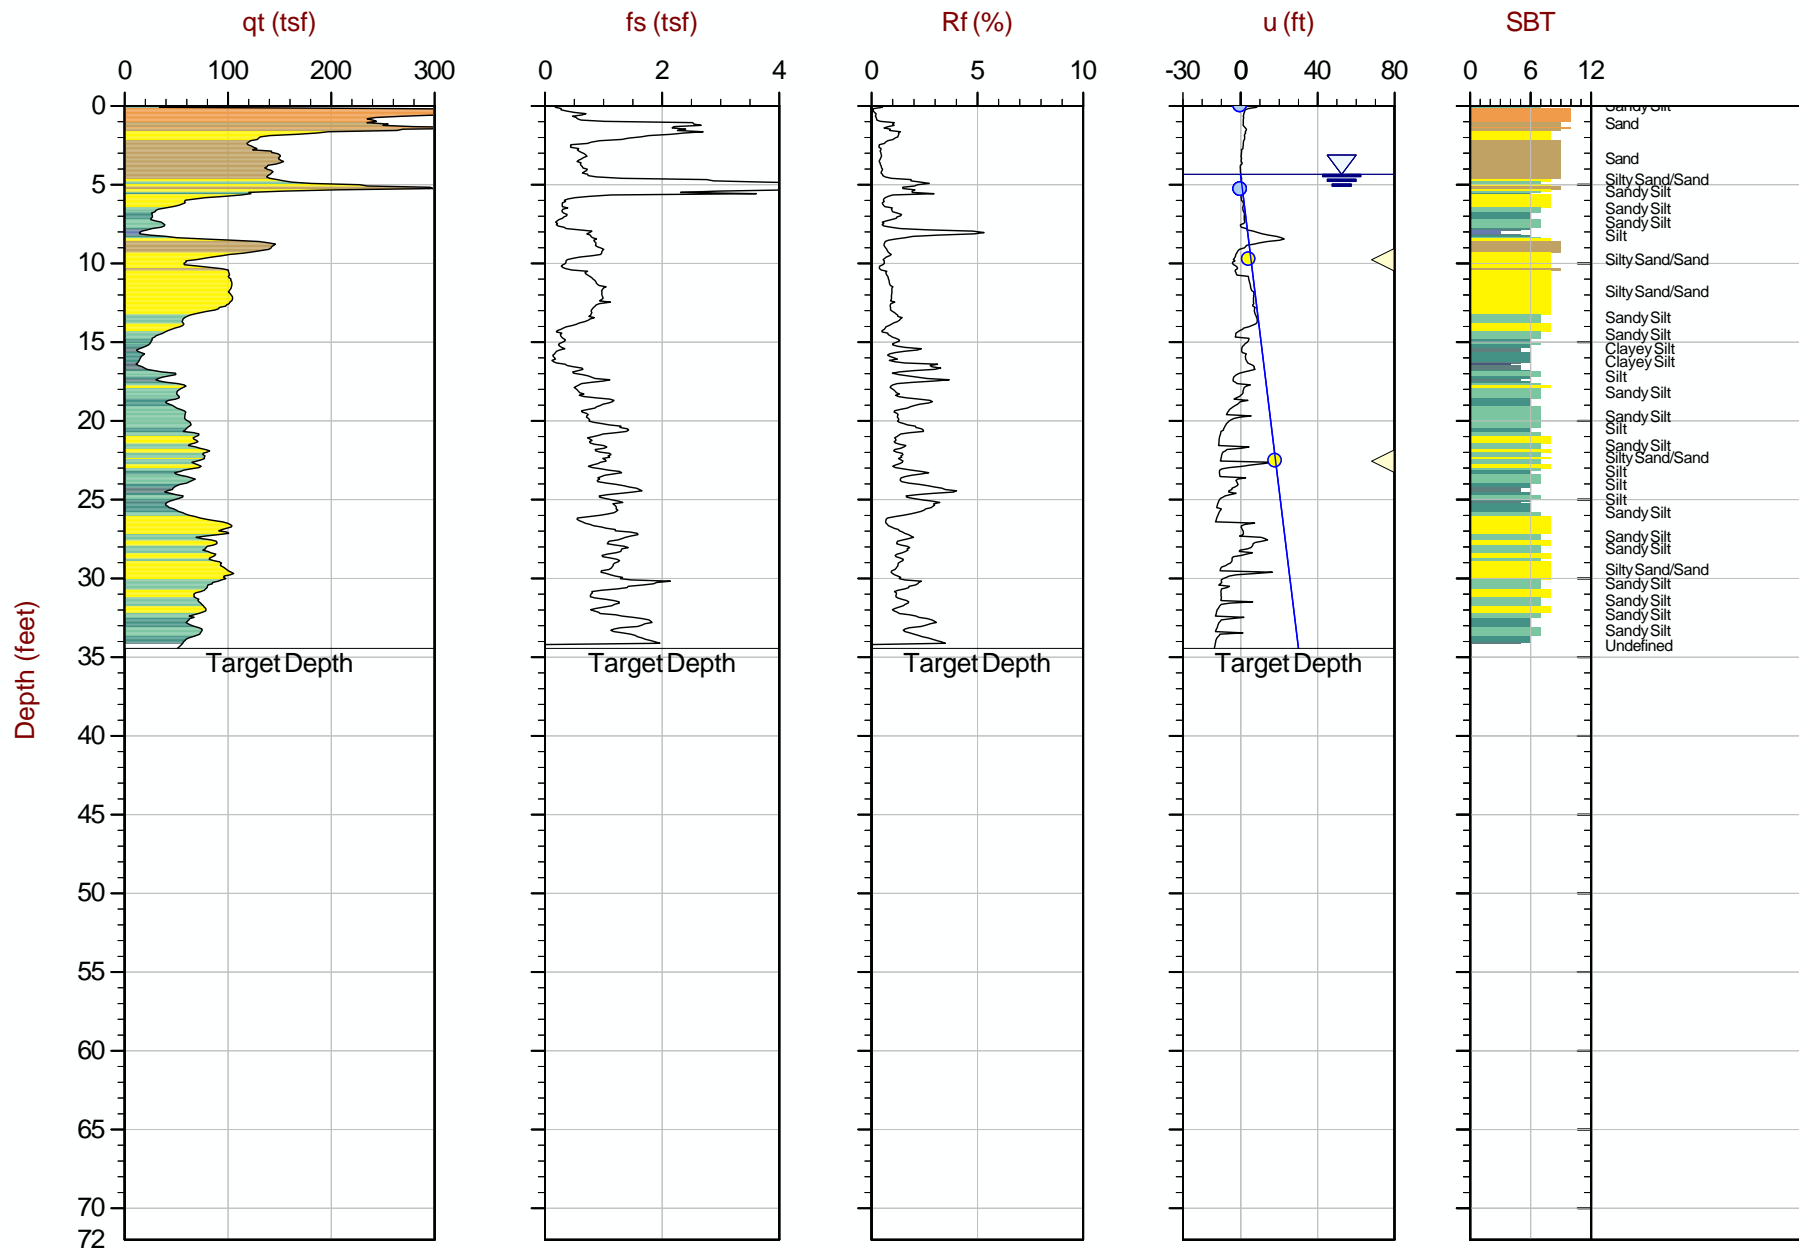 qt (tsf)
fs (tsf)
Rf (%)
u (ft)
SBT
0 100 200 300
0 2 4
0 5 10
-30 0 40 80
0 6 12
Depth (feet)
0
5
10
15
20
25
30
35
40
45
50
55
60
65
70
72
Sandy Silt
Sand
Sand
Silty Sand/Sand
Sandy Silt
Sandy Silt
Sandy Silt
Silt
Silty Sand/Sand
Silty Sand/Sand
Sandy Silt
Sandy Silt
Clayey Silt
Clayey Silt
Silt
Sandy Silt
Sandy Silt
Silt
Sandy Silt
Silty Sand/Sand
Silt
Silt
Silt
Sandy Silt
Sandy Silt
Sandy Silt
Silty Sand/Sand
Sandy Silt
Sandy Silt
Sandy Silt
Sandy Silt
Undefined
Target Depth
Target Depth
Target Depth
Target Depth